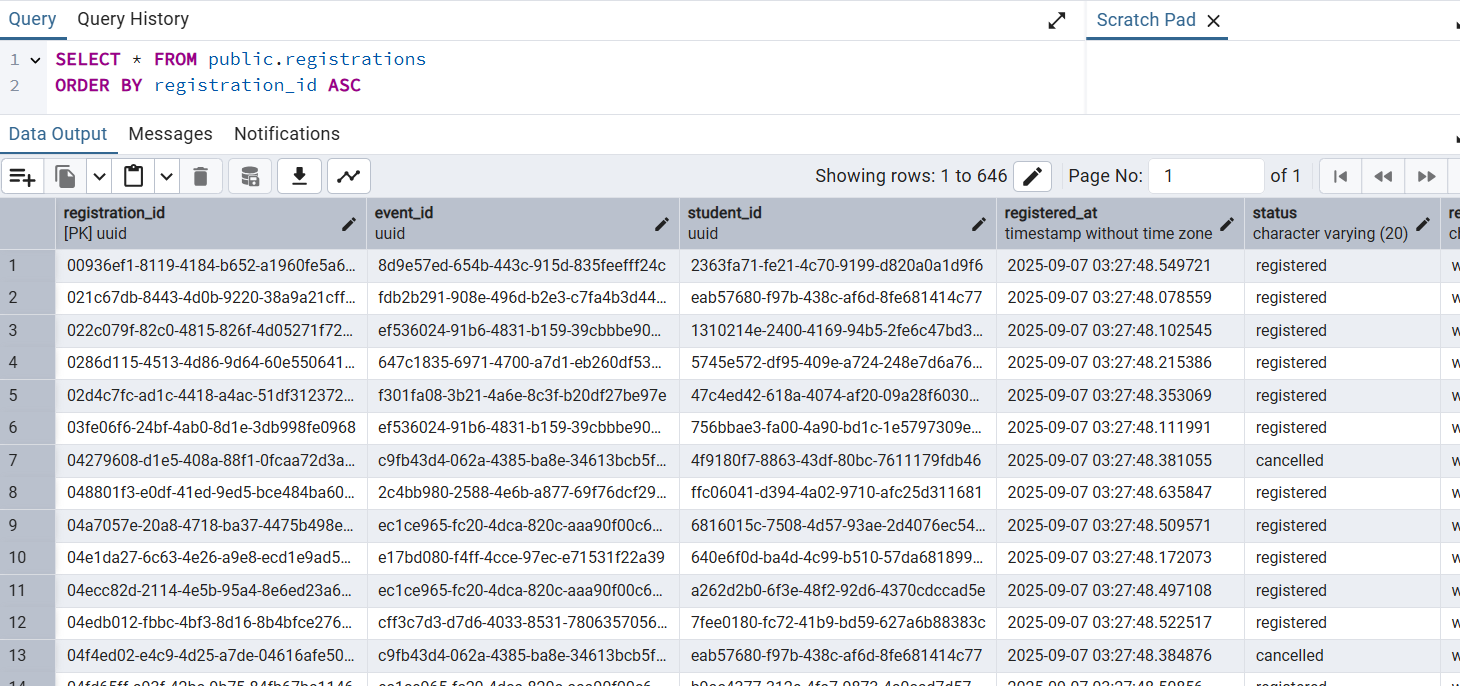 Query Query History Scratch Pad
1 SELECT * FROM public.registrations
2 ORDER BY registration_id ASC
Data Output Messages Notifications
Showing rows: 1 to 646 Page No: 1 of 1
registration_id event_id student_id registered_at status re
[PK] uuid uuid uuid timestamp without time zone character varying (20) cl
1 00936ef1-8119-4184-b652-a1960fe5a6... 8d9e57ed-654b-443c-915d-835feefff24c 2363fa71-fe21-4c70-9199-d820a0a1d9f6 2025-09-07 03:27:48.549721 registered w
2 021c67db-8443-4d0b-9220-38a9a21cff... fdb2b291-908e-496d-b2e3-c7fa4b3d44... eab57680-f97b-438c-af6d-8fe681414c77 2025-09-07 03:27:48.078559 registered w
3 022c079f-82c0-4815-826f-4d05271f72... ef536024-91b6-4831-b159-39cbbbe90... 1310214e-2400-4169-94b5-2fe6c47bd3... 2025-09-07 03:27:48.102545 registered w
4 0286d115-4513-4d86-9d64-60e550641... 647c1835-6971-4700-a7d1-eb260df53... 5745e572-df95-409e-a724-248e7d6a76... 2025-09-07 03:27:48.215386 registered w
5 02d4c7fc-ad1c-4418-a4ac-51df312372... f301fa08-3b21-4a6e-8c3f-b20df27be97e 47c4ed42-618a-4074-af20-09a28f6030... 2025-09-07 03:27:48.353069 registered w
6 03fe06f6-24bf-4ab0-8d1e-3db998fe0968 ef536024-91b6-4831-b159-39cbbbe90... 756bbae3-fa00-4a90-bd1c-1e5797309e... 2025-09-07 03:27:48.111991 registered w
7 04279608-d1e5-408a-88f1-0fcaa72d3a... c9fb43d4-062a-4385-ba8e-34613bcb5f... 4f9180f7-8863-43df-80bc-7611179fdb46 2025-09-07 03:27:48.381055 cancelled w
8 048801f3-e0df-41ed-9ed5-bce484ba60... 2c4bb980-2588-4e6b-a877-69f76dcf29... ffc06041-d394-4a02-9710-afc25d311681 2025-09-07 03:27:48.635847 registered w
9 04a7057e-20a8-4718-ba37-4475b498e... ec1ce965-fc20-4dca-820c-aaa90f00c6... 6816015c-7508-4d57-93ae-2d4076ec54... 2025-09-07 03:27:48.509571 registered w
10 04e1da27-6c63-4e26-a9e8-ecd1e9ad5... e17bd080-f4ff-4cce-97ec-e71531f22a39 640e6f0d-ba4d-4c99-b510-57da681899... 2025-09-07 03:27:48.172073 registered w
11 04ecc82d-2114-4e5b-95a4-8e6ed23a6... ec1ce965-fc20-4dca-820c-aaa90f00c6... a262d2b0-6f3e-48f2-92d6-4370cdccad5e 2025-09-07 03:27:48.497108 registered w
12 04edb012-fbbc-4bf3-8d16-8b4bfce276... cff3c7d3-d7d6-4033-8531-7806357056... 7fee0180-fc72-41b9-bd59-627a6b88383c 2025-09-07 03:27:48.522517 registered w
13 04f4ed02-e4c9-4d25-a7de-04616afe50... c9fb43d4-062a-4385-ba8e-34613bcb5f... eab57680-f97b-438c-af6d-8fe681414c77 2025-09-07 03:27:48.384876 cancelled w